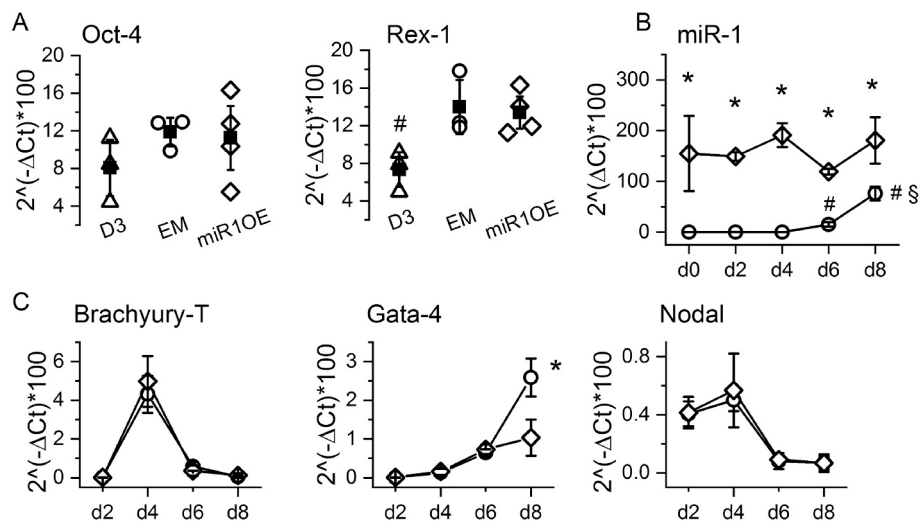 A
Oct-4
2^(-ΔCt)*100
20
16
12
8
4
D3
EM
miR1OE
Rex-1
2^(-ΔCt)*100
20
16
12
8
4
#
D3
EM
miR1OE
B
miR-1
2^(ΔCt)*100
300
200
100
0
* * * * *
#
# §
d0 d2 d4 d6 d8
C
Brachyury-T
2^(-ΔCt)*100
6
4
2
0
d2 d4 d6 d8
Gata-4
2^(-ΔCt)*100
3
2
1
0
*
d2 d4 d6 d8
Nodal
2^(-ΔCt)*100
0.8
0.4
0.0
d2 d4 d6 d8